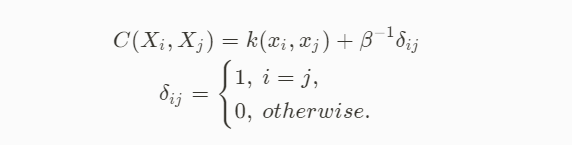 C(X_i, X_j) = k(x_i, x_j) + β^{-1}δ_{ij}
δ_{ij} = { 1, i = j,
0, otherwise.